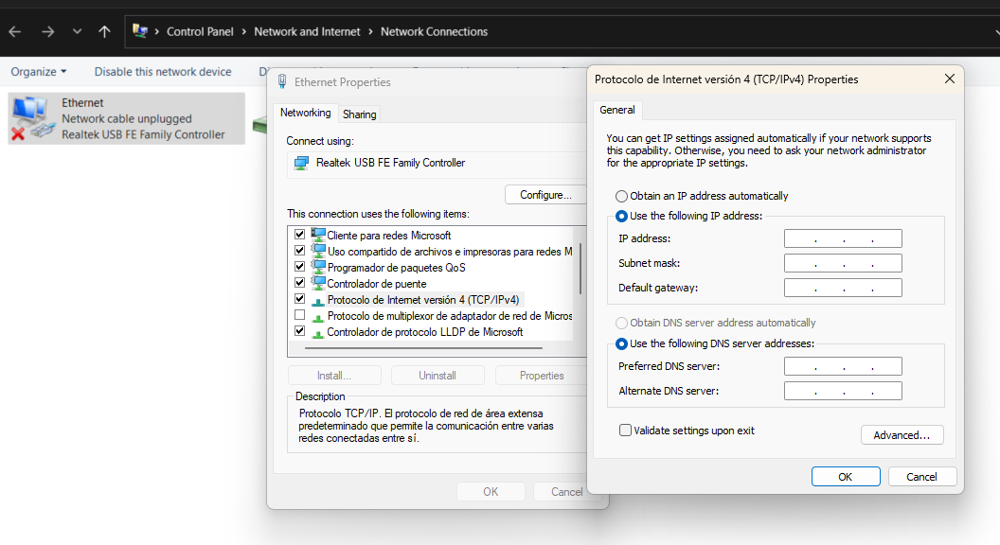 Control Panel > Network and Internet > Network Connections
Organize Disable this network device
Ethernet
Network cable unplugged
Realtek USB FE Family Controller
Ethernet Properties
Networking Sharing
Connect using:
Realtek USB FE Family Controller
Configure...
This connection uses the following items:
Cliente para redes Microsoft
Uso compartido de archivos e impresoras para redes M
Programador de paquetes QoS
Controlador de puente
Protocolo de Internet versión 4 (TCP/IPv4)
Protocolo de multiplexor de adaptador de red de Micros
Controlador de protocolo LLDP de Microsoft
Install... Uninstall Properties
Description
Protocolo TCP/IP. El protocolo de red de área extensa
predeterminado que permite la comunicación entre varias
redes conectadas entre sí.
OK Cancel
Protocolo de Internet versión 4 (TCP/IPv4) Properties
General
You can get IP settings assigned automatically if your network supports
this capability. Otherwise, you need to ask your network administrator
for the appropriate IP settings.
Obtain an IP address automatically
Use the following IP address:
IP address: . . .
Subnet mask: . . .
Default gateway: . . .
Obtain DNS server address automatically
Use the following DNS server addresses:
Preferred DNS server: . . .
Alternate DNS server: . . .
Validate settings upon exit
Advanced...
OK Cancel